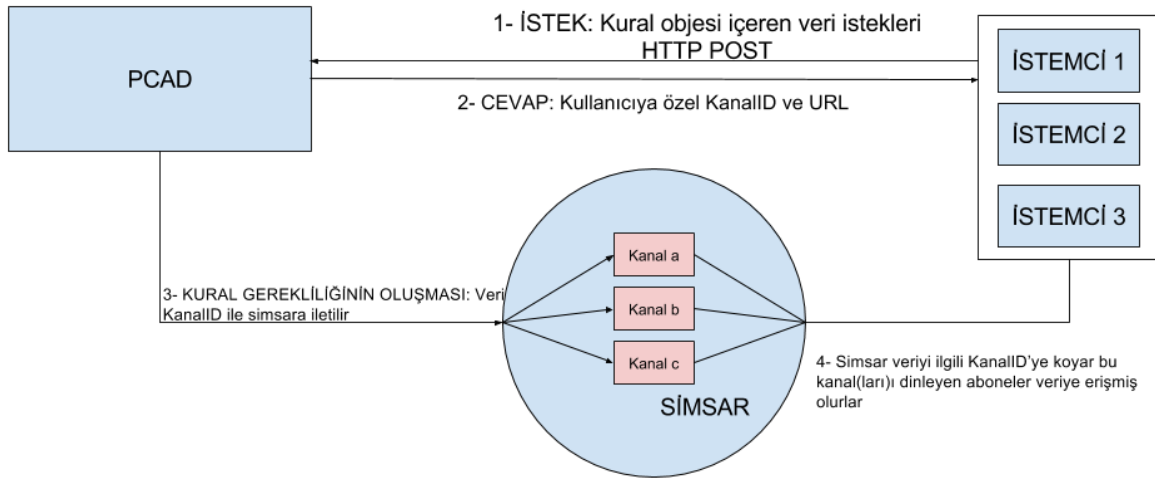 1- İSTEK: Kural objesi içeren veri istekleri
HTTP POST
PCAD
2- CEVAP: Kullanıcıya özel KanalID ve URL
İSTEMCİ 1
İSTEMCİ 2
İSTEMCİ 3
Kanal a
Kanal b
Kanal c
3- KURAL GEREKLİLİĞİNİN OLUŞMASI: Veri
KanalID ile simsara iletilir
SİMSAR
4- Simsar veriyi ilgili KanalID'ye koyar bu
kanal(ları)ı dinleyen aboneler veriye erişmiş
olurlar